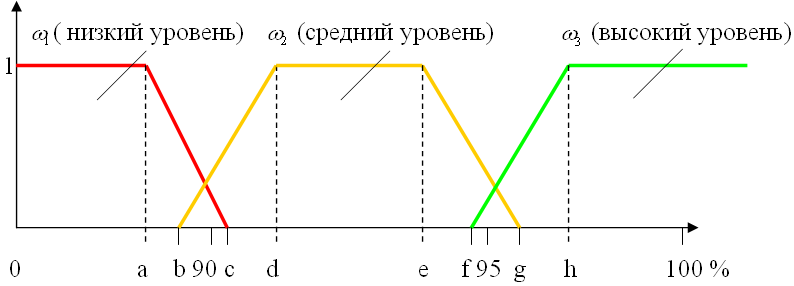 ω1 ( низкий уровень) ω2 (средний уровень) ω3 (высокий уровень)
1
0 a b 90 c d e f 95 g h 100 %